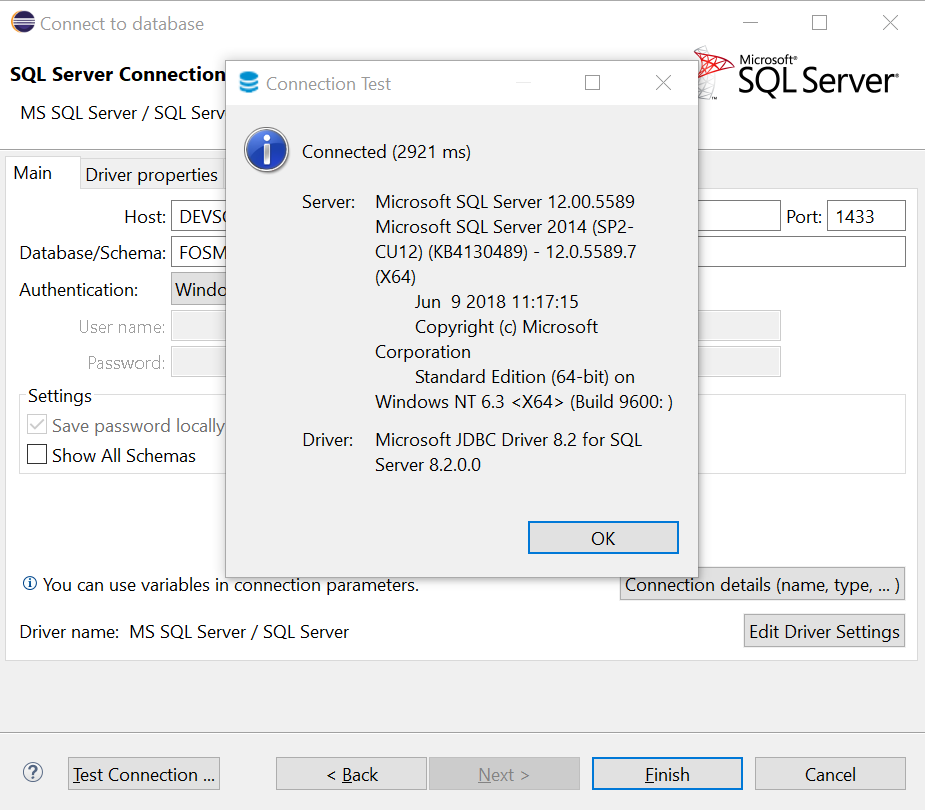 Connect to database
SQL Server Connection
Connection Test
Microsoft®
SQL Server®
MS SQL Server /
Connected (2921 ms)
Main
Driver properties
Server: Microsoft SQL Server 12.00.5589
Microsoft SQL Server 2014 (SP2-
CU12) (KB4130489) - 12.0.5589.7
(X64)
Jun 9 2018 11:17:15
Copyright (c) Microsoft
Corporation
Standard Edition (64-bit) on
Windows NT 6.3 <X64> (Build 9600: )
Driver: Microsoft JDBC Driver 8.2 for SQL
Server 8.2.0.0
OK
Host:
Port: 1433
Database/Schema: FOSM
Authentication:
User name:
Password:
Settings
Save password locally
Show All Schemas
You can use variables in connection parameters.
Connection details (name, type, ... )
Driver name: MS SQL Server / SQL Server
Edit Driver Settings
? Test Connection ... < Back Next > Finish Cancel